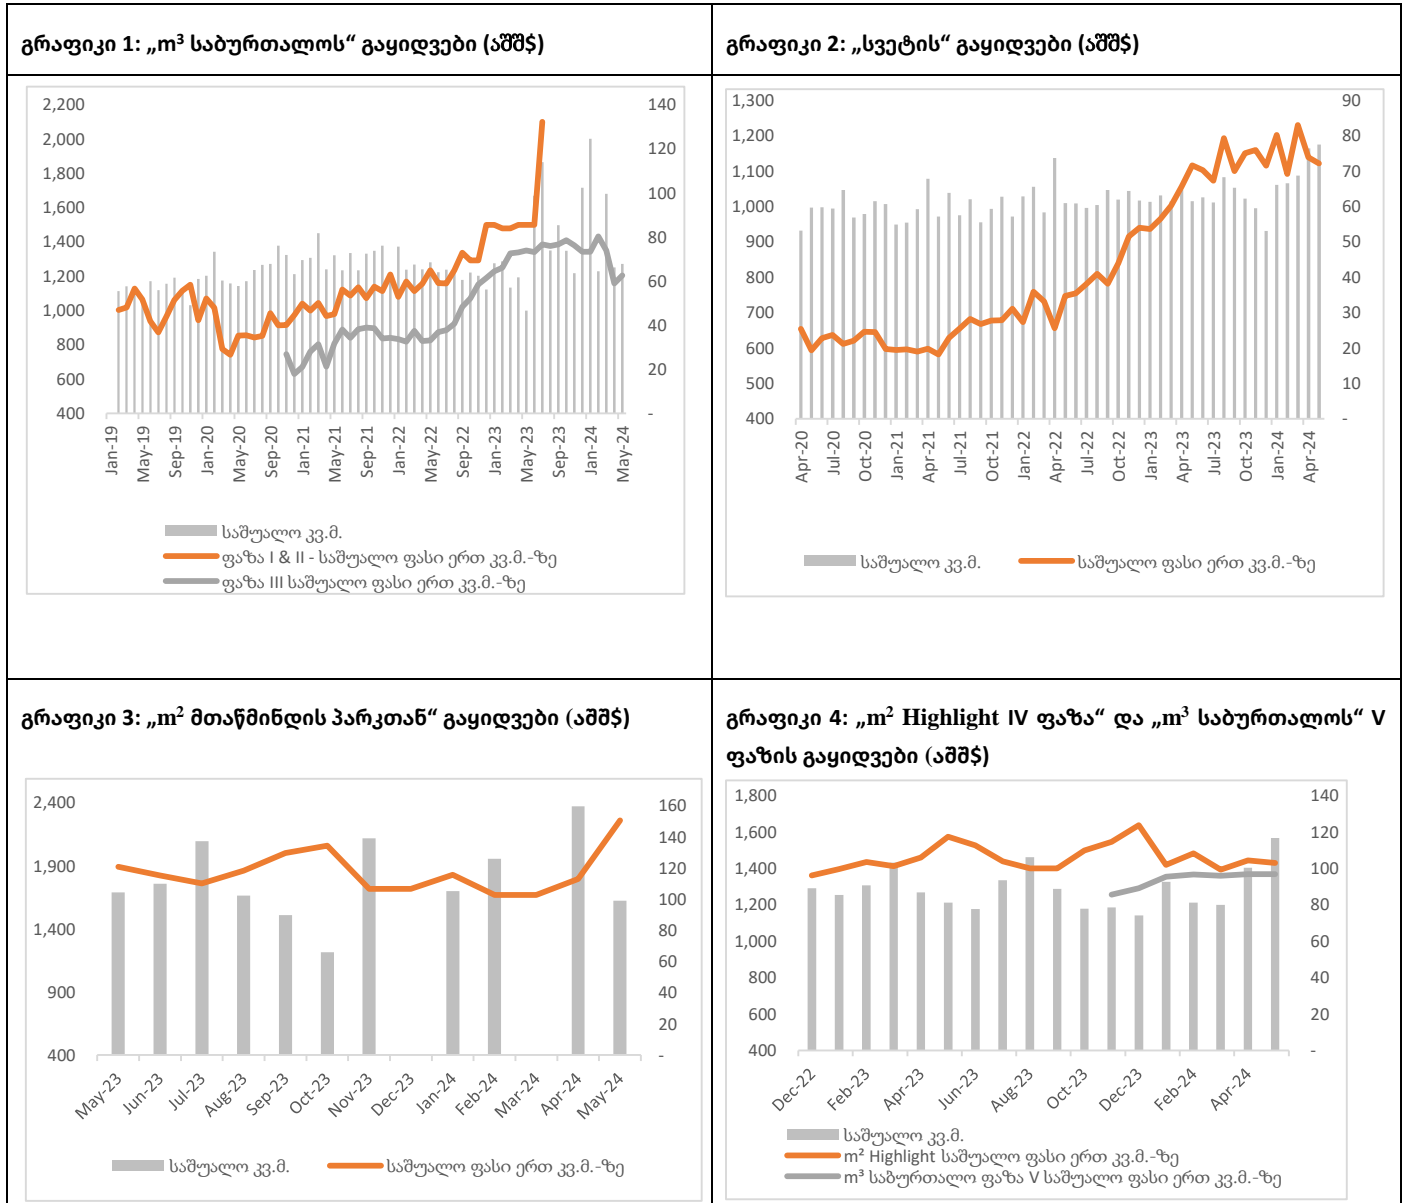 გრაფიკი 1: „m³ საბურთალოს“ გაყიდვები (აშშ$)
2,200
2,000
1,800
1,600
1,400
1,200
1,000
800
600
400
140
120
100
80
60
40
20
-
Jan-19
May-19
Sep-19
Jan-20
May-20
Sep-20
Jan-21
May-21
Sep-21
Jan-22
May-22
Sep-22
Jan-23
May-23
Sep-23
Jan-24
May-24
საშუალო კვ.მ.
ფაზა I & II - საშუალო ფასი ერთ კვ.მ.-ზე
ფაზა III საშუალო ფასი ერთ კვ.მ.-ზე
გრაფიკი 2: „სვეტის“ გაყიდვები (აშშ$)
1,300
1,200
1,100
1,000
900
800
700
600
500
400
90
80
70
60
50
40
30
20
10
-
Apr-20
Jul-20
Oct-20
Jan-21
Apr-21
Jul-21
Oct-21
Jan-22
Apr-22
Jul-22
Oct-22
Jan-23
Apr-23
Jul-23
Oct-23
Jan-24
Apr-24
საშუალო კვ.მ.
საშუალო ფასი ერთ კვ.მ.-ზე
გრაფიკი 3: „m² მთაწმინდის პარკთან“ გაყიდვები (აშშ$)
2,400
1,900
1,400
900
400
160
140
120
100
80
60
40
20
-
May-23
Jun-23
Jul-23
Aug-23
Sep-23
Oct-23
Nov-23
Dec-23
Jan-24
Feb-24
Mar-24
Apr-24
May-24
საშუალო კვ.მ.
საშუალო ფასი ერთ კვ.მ.-ზე
გრაფიკი 4: „m² Highlight IV ფაზა“ და „m³ საბურთალოს“ V
ფაზის გაყიდვები (აშშ$)
1,800
1,600
1,400
1,200
1,000
800
600
400
140
120
100
80
60
40
20
-
Dec-22
Feb-23
Apr-23
Jun-23
Aug-23
Oct-23
Dec-23
Feb-24
Apr-24
საშუალო კვ.მ.
m² Highlight საშუალო ფასი ერთ კვ.მ.-ზე
m³ საბურთალო ფაზა V საშუალო ფასი ერთ კვ.მ.-ზე